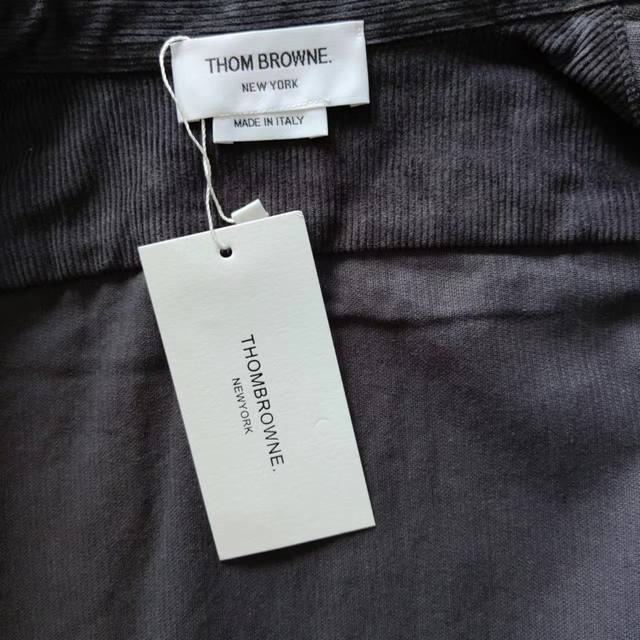 THOM BROWNE.
NEW YORK
MADE IN ITALY
THOMBROWNE.
NEWYORK